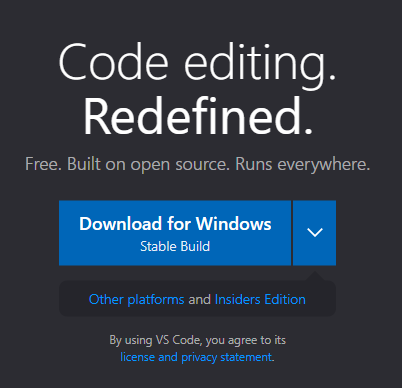 Code editing.
Redefined.
Free. Built on open source. Runs everywhere.
Download for Windows
Stable Build
Other platforms and Insiders Edition
By using VS Code, you agree to its
license and privacy statement.